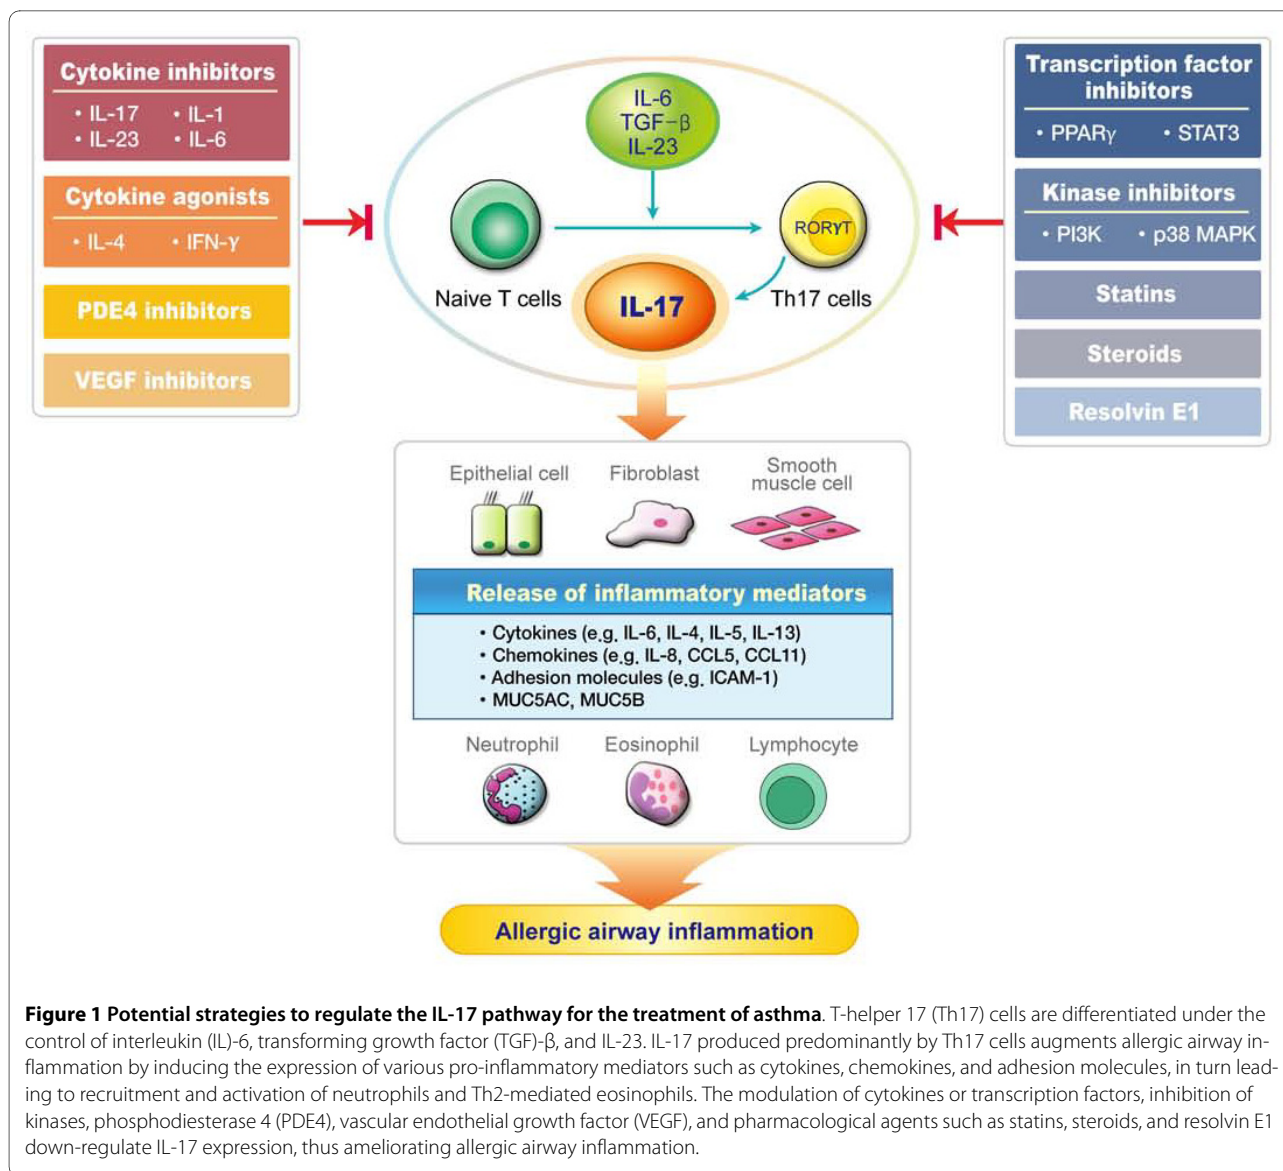 Cytokine inhibitors
• IL-17 • IL-1
• IL-23 • IL-6
Cytokine agonists
• IL-4 • IFN-γ
PDE4 inhibitors
VEGF inhibitors
IL-6
TGF-β
IL-23
RORγT
Naive T cells
IL-17
Th17 cells
Transcription factor
inhibitors
• PPARγ • STAT3
Kinase inhibitors
• PI3K • p38 MAPK
Statins
Steroids
Resolvin E1
Epithelial cell
Fibroblast
Smooth
muscle cell
Release of inflammatory mediators
• Cytokines (e.g. IL-6, IL-4, IL-5, IL-13)
• Chemokines (e.g. IL-8, CCL5, CCL11)
• Adhesion molecules (e.g. ICAM-1)
• MUC5AC, MUC5B
Neutrophil
Eosinophil
Lymphocyte
Allergic airway inflammation
Figure 1 Potential strategies to regulate the IL-17 pathway for the treatment of asthma. T-helper 17 (Th17) cells are differentiated under the
control of interleukin (IL)-6, transforming growth factor (TGF)-β, and IL-23. IL-17 produced predominantly by Th17 cells augments allergic airway in-
flammation by inducing the expression of various pro-inflammatory mediators such as cytokines, chemokines, and adhesion molecules, in turn lead-
ing to recruitment and activation of neutrophils and Th2-mediated eosinophils. The modulation of cytokines or transcription factors, inhibition of
kinases, phosphodiesterase 4 (PDE4), vascular endothelial growth factor (VEGF), and pharmacological agents such as statins, steroids, and resolvin E1
down-regulate IL-17 expression, thus ameliorating allergic airway inflammation.